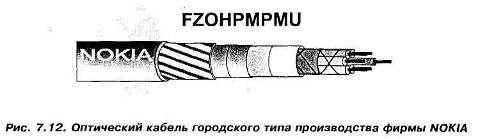 FZOHPMPMU
NOKIA
Рис. 7.12. Оптический кабель городского типа производства фирмы NOKIA